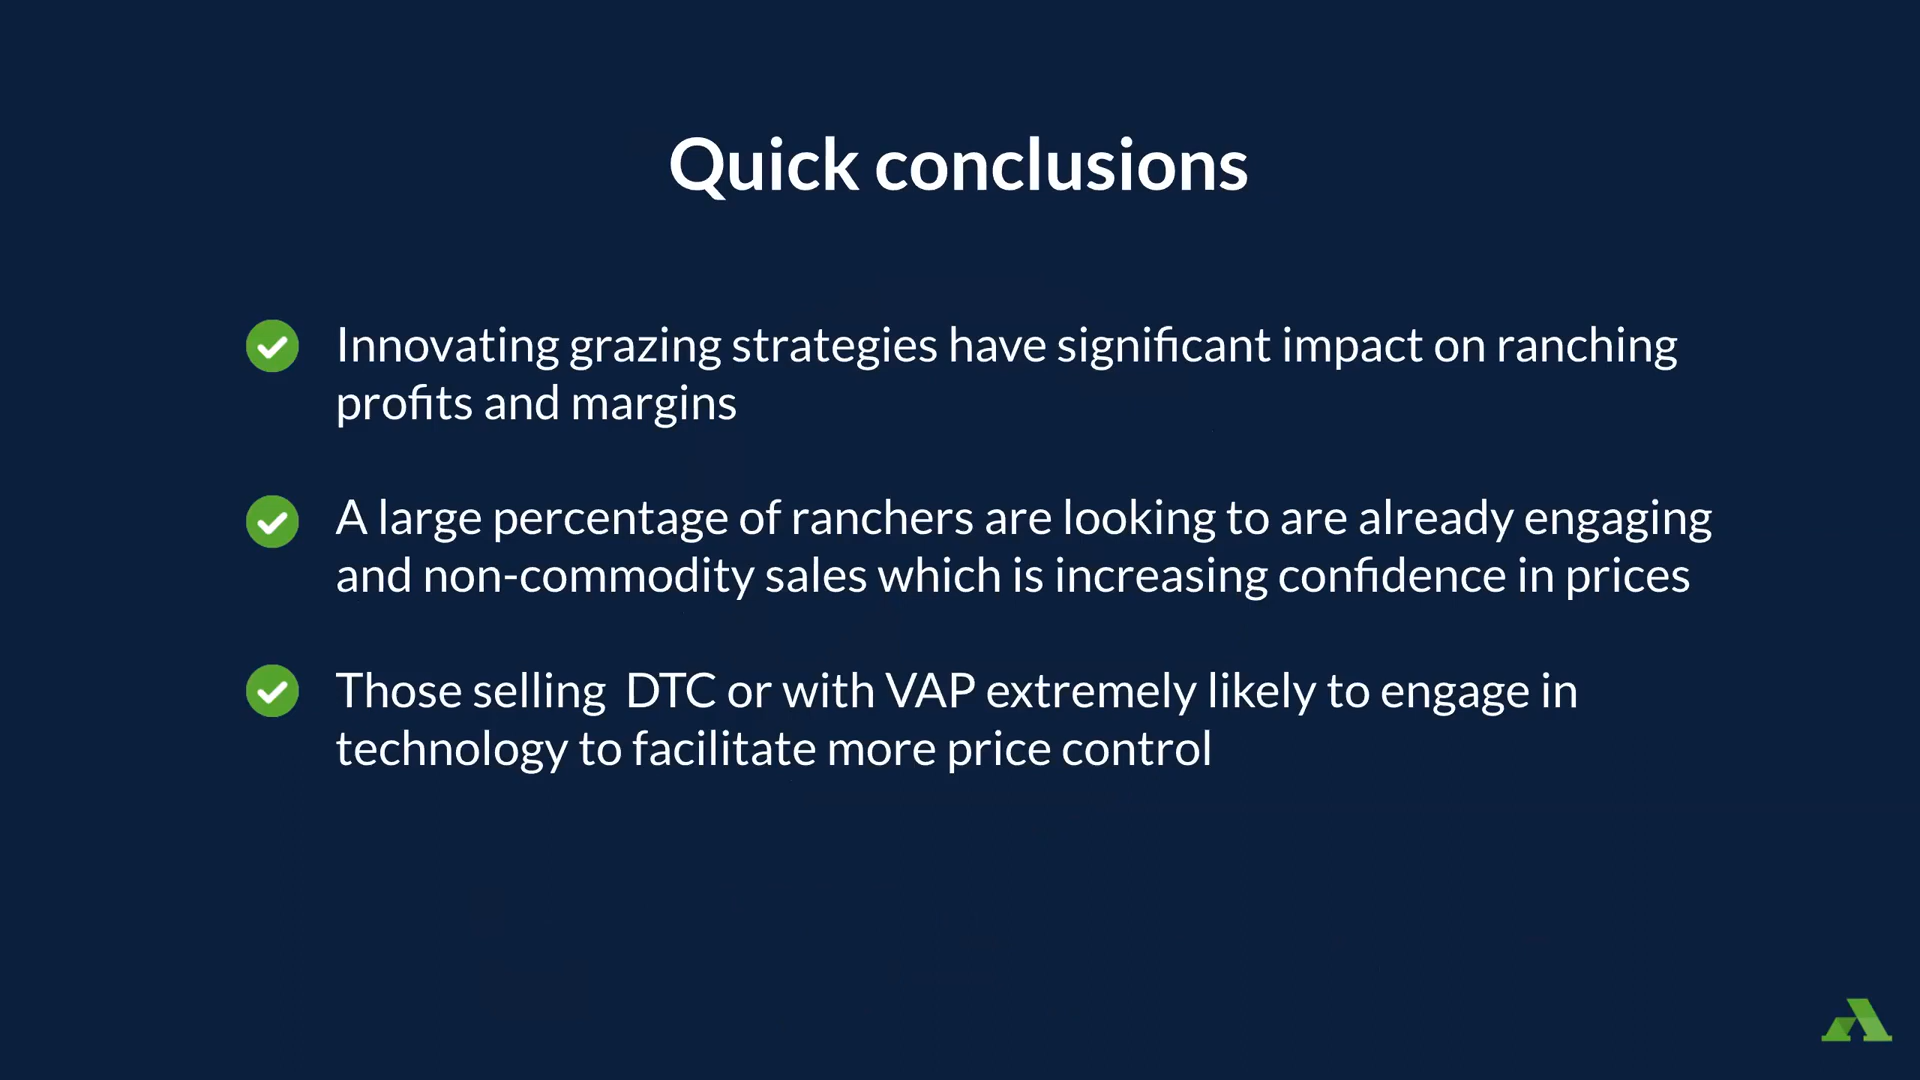 Quick conclusions
Innovating grazing strategies have significant impact on ranching
profits and margins
A large percentage of ranchers are looking to are already engaging
and non-commodity sales which is increasing confidence in prices
Those selling  DTC or with VAP extremely likely to engage in
technology to facilitate more price control